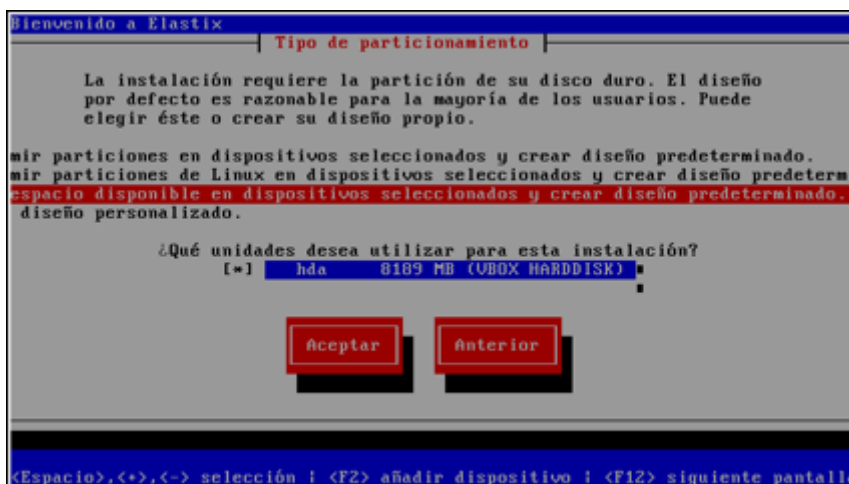 Bienvenido a Elastix
Tipo de particionamiento
La instalación requiere la partición de su disco duro. El diseño
por defecto es razonable para la mayoría de los usuarios. Puede
elegir éste o crear su diseño propio.
mir particiones en dispositivos seleccionados y crear diseño predeterminado.
mir particiones de Linux en dispositivos seleccionados y crear diseño predeterm
espacio disponible en dispositivos seleccionados y crear diseño predeterminado.
diseño personalizado.
¿Qué unidades desea utilizar para esta instalación?
[*] hda 8189 MB (VBOX HARDDISK)
Aceptar Anterior
<Espacio>,<+>,<-> selección | <F2> añadir dispositivo | <F12> siguiente pantall